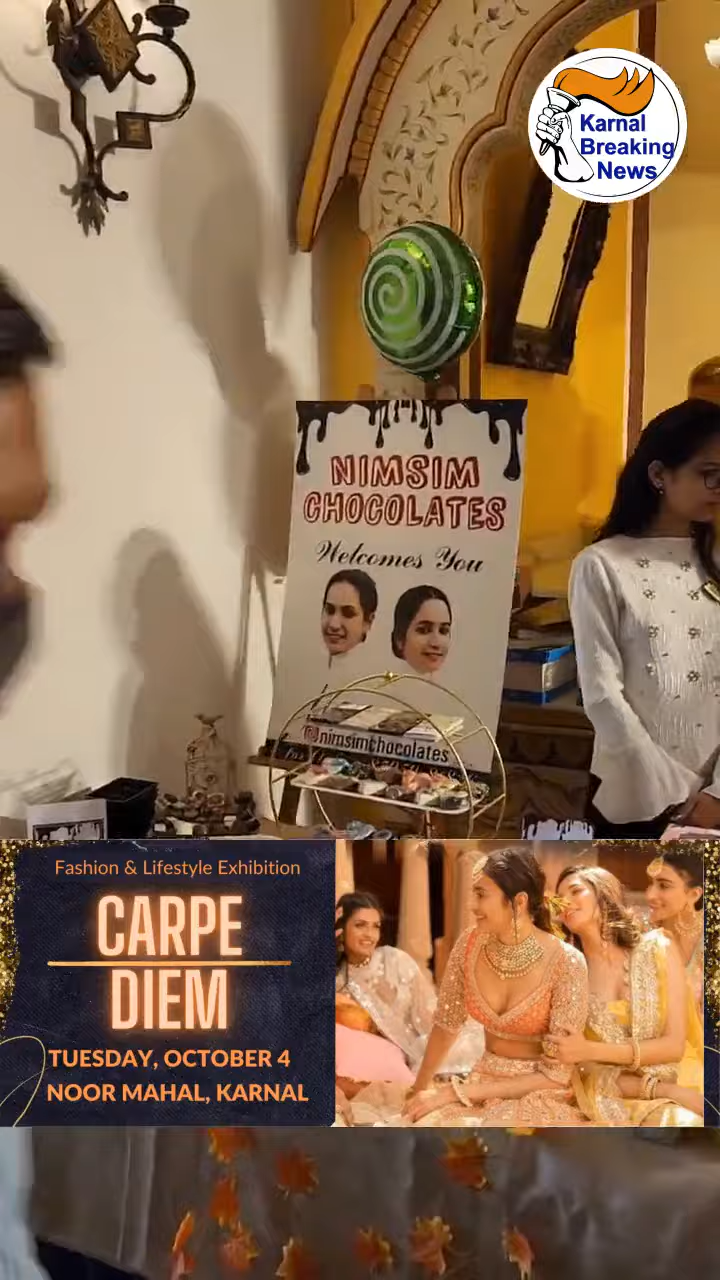 Karnal
Breaking
News
NIMSIM
CHOCOLATES
Welcomes You
@nimsimchocolates
Fashion & Lifestyle Exhibition
CARPE
DIEM
TUESDAY, OCTOBER 4
NOOR MAHAL, KARNAL